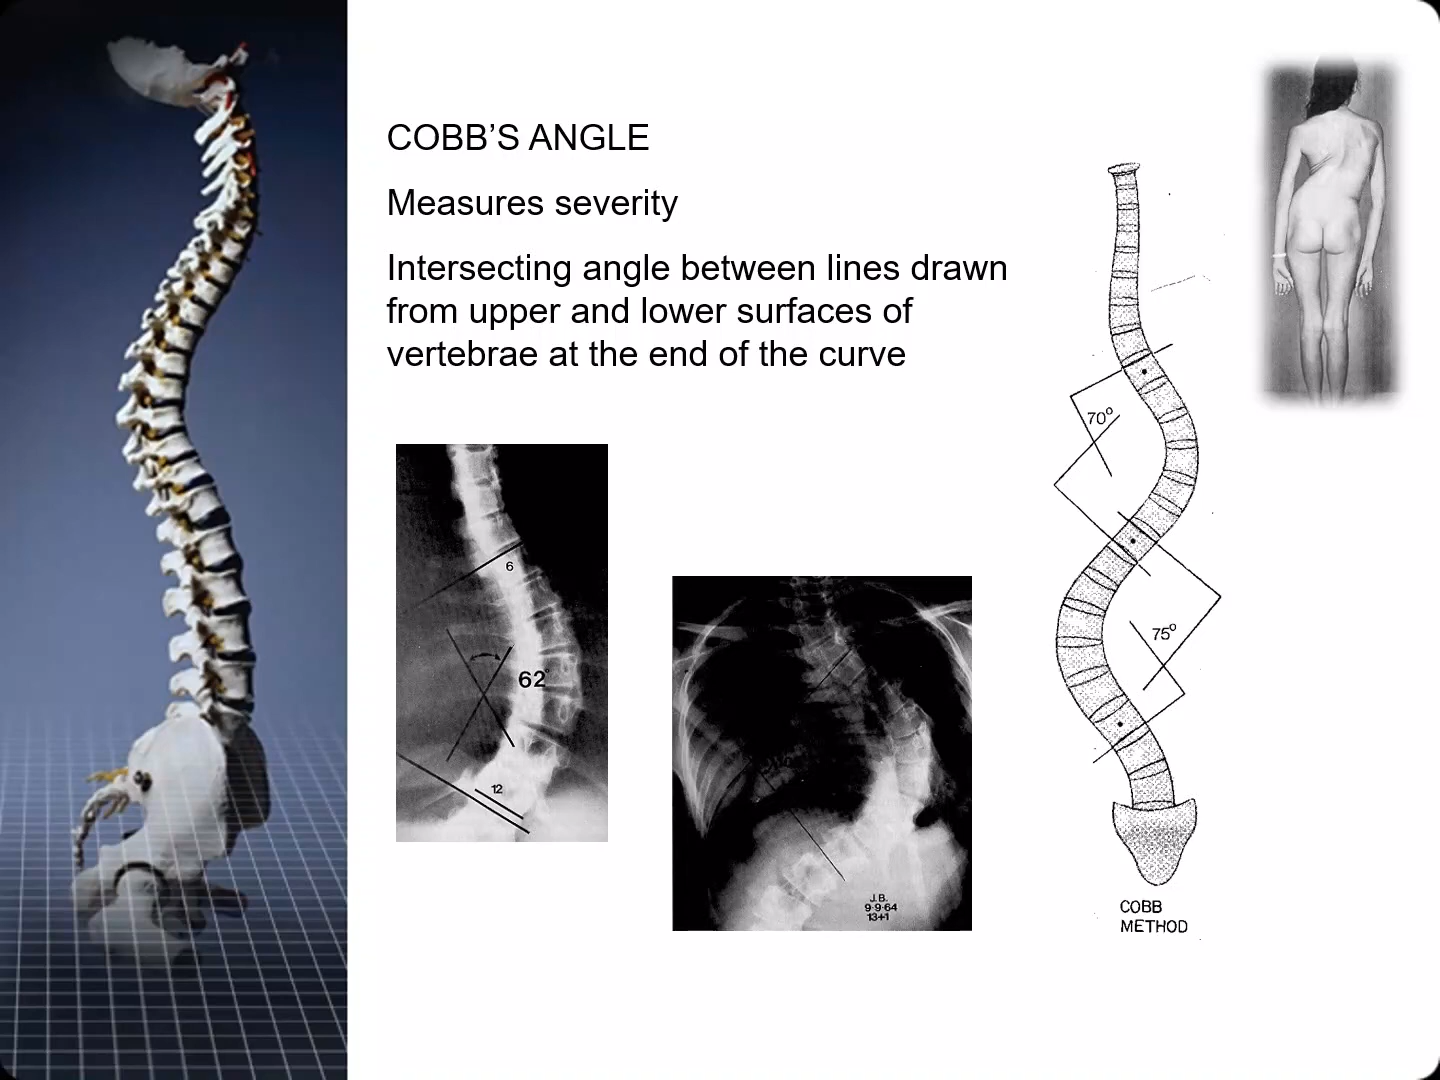 COBB’S ANGLE
Measures severity
Intersecting angle between lines drawn
from upper and lower surfaces of
vertebrae at the end of the curve
70°
6
62°
75°
12
J.B.
9-9-64
13+1
COBB
METHOD